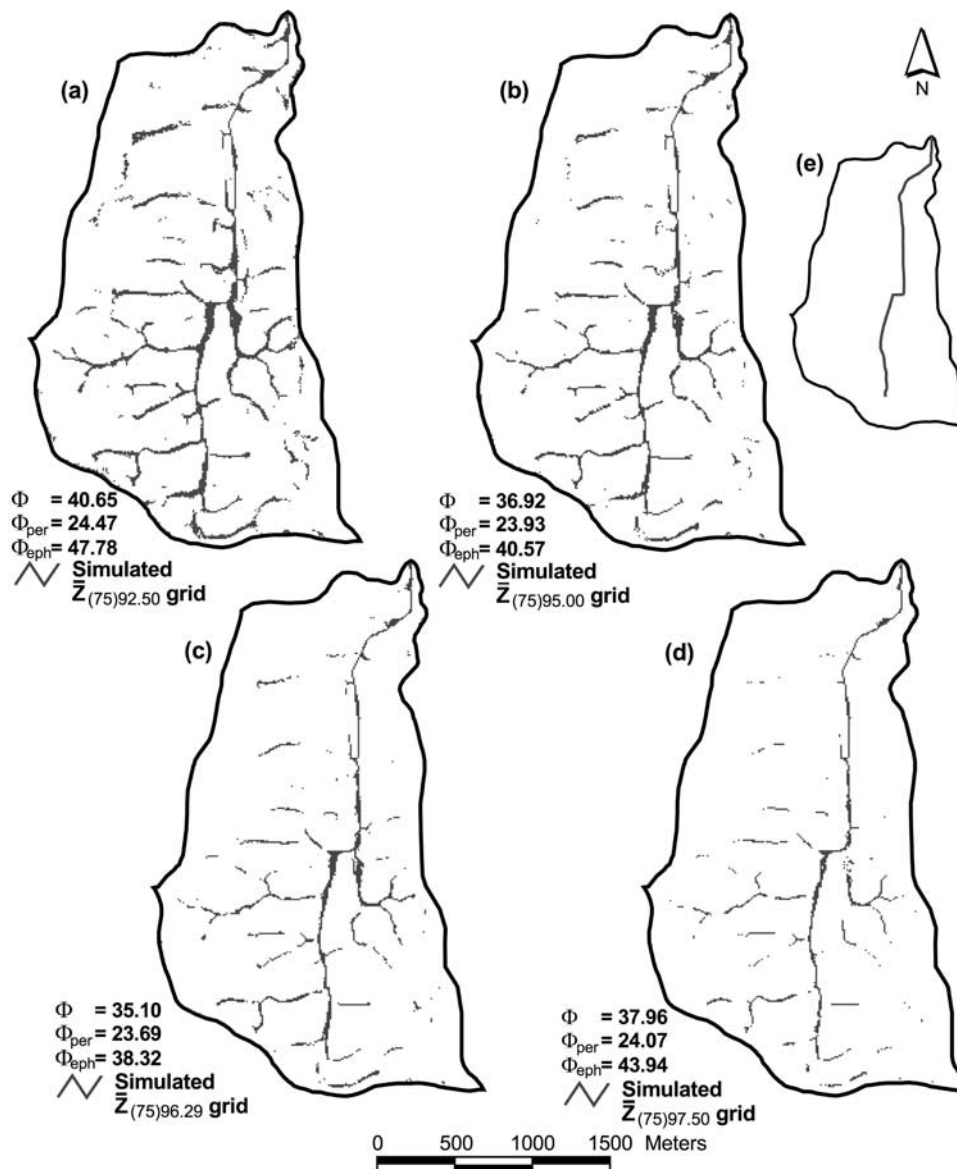 (a)
Φ = 40.65
Φper = 24.47
Φeph= 47.78
Simulated
Z̿(75)92.50 grid
(b)
Φ = 36.92
Φper = 23.93
Φeph= 40.57
Simulated
Z̿(75)95.00 grid
N
(e)
(c)
Φ = 35.10
Φper = 23.69
Φeph= 38.32
Simulated
Z̿(75)96.29 grid
(d)
Φ = 37.96
Φper = 24.07
Φeph= 43.94
Simulated
Z̿(75)97.50 grid
0 500 1000 1500 Meters